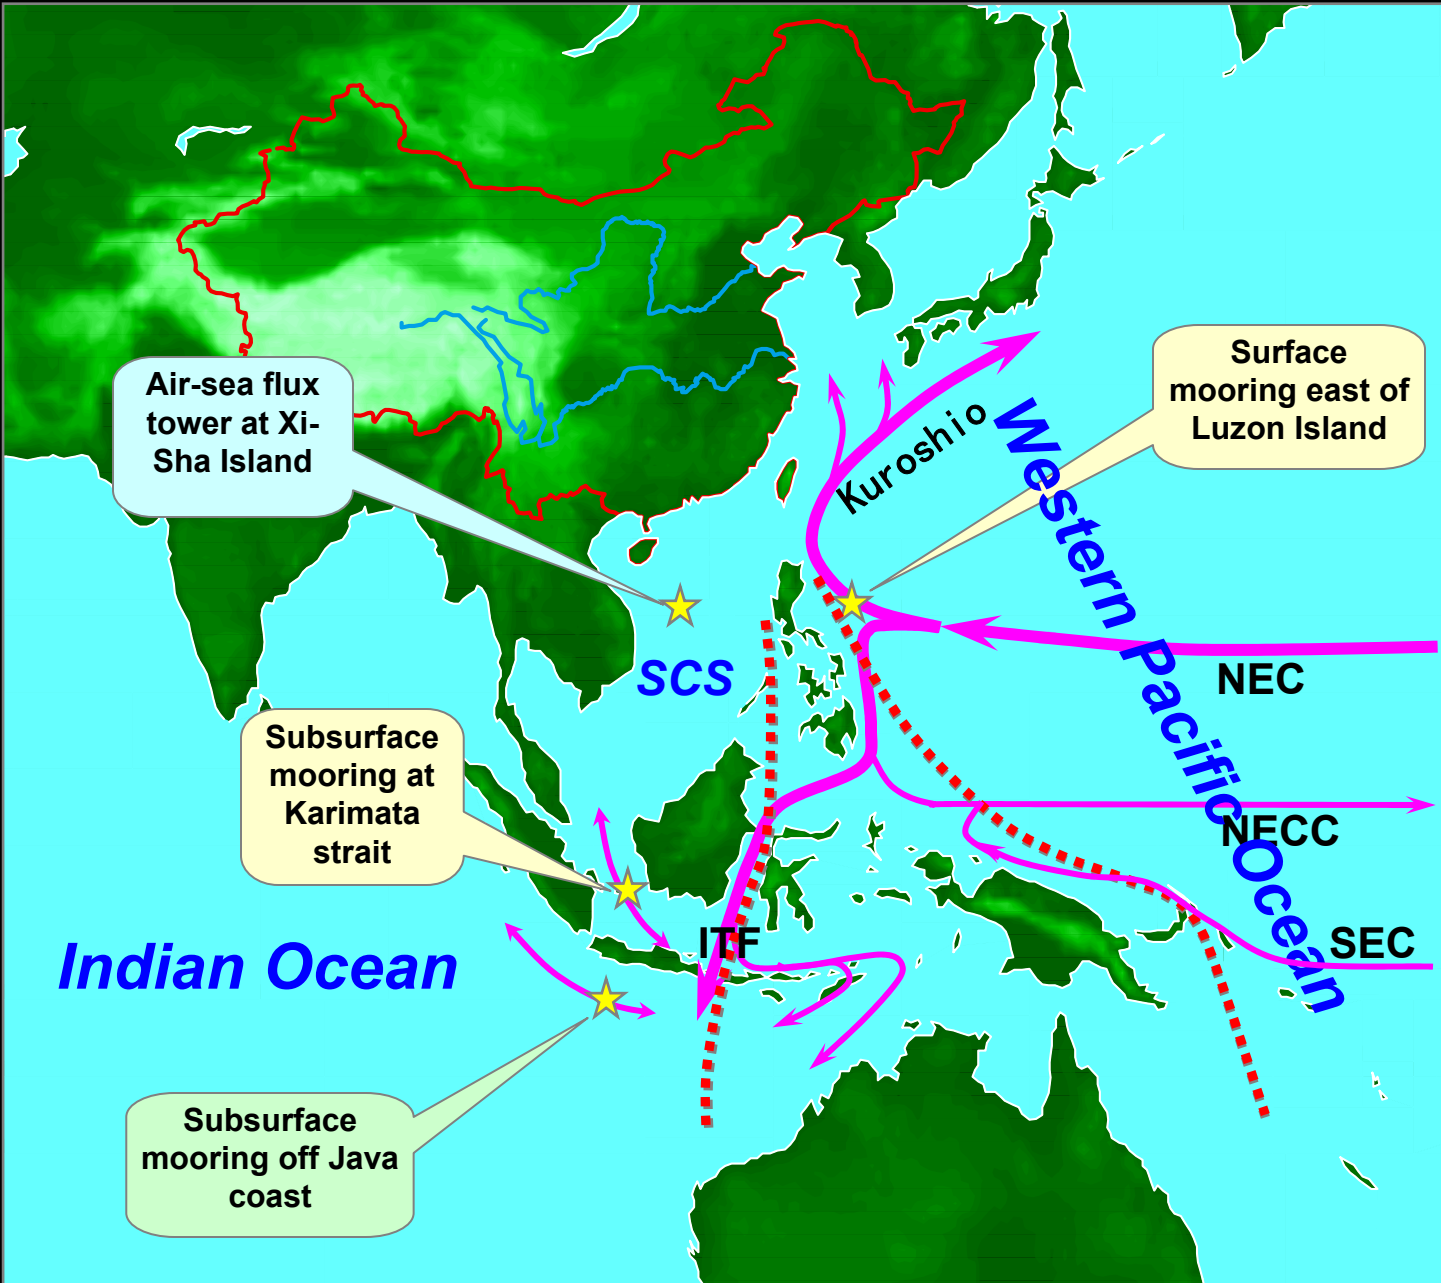 Surface
mooring east of
Luzon Island
Air-sea flux
tower at Xi-
Sha Island
Kuroshio
Western Pacific Ocean
SCS
NEC
Subsurface
mooring at
Karimata
strait
NECC
ITF
SEC
Indian Ocean
Subsurface
mooring off Java
coast